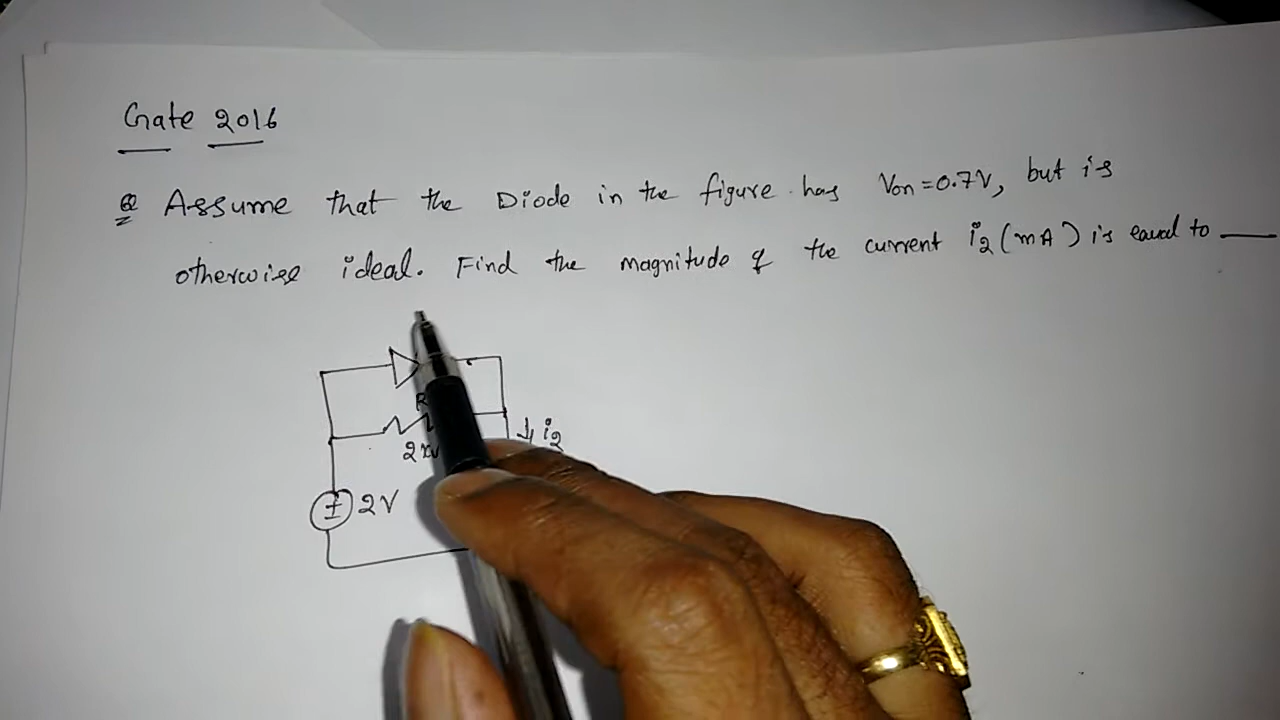 Gate 2016
Q Assume that the Diode in the figure has Von=0.7V, but is
otherwise ideal. Find the magnitude of the current i2(mA) is equal to ___
R
i2
2
2V